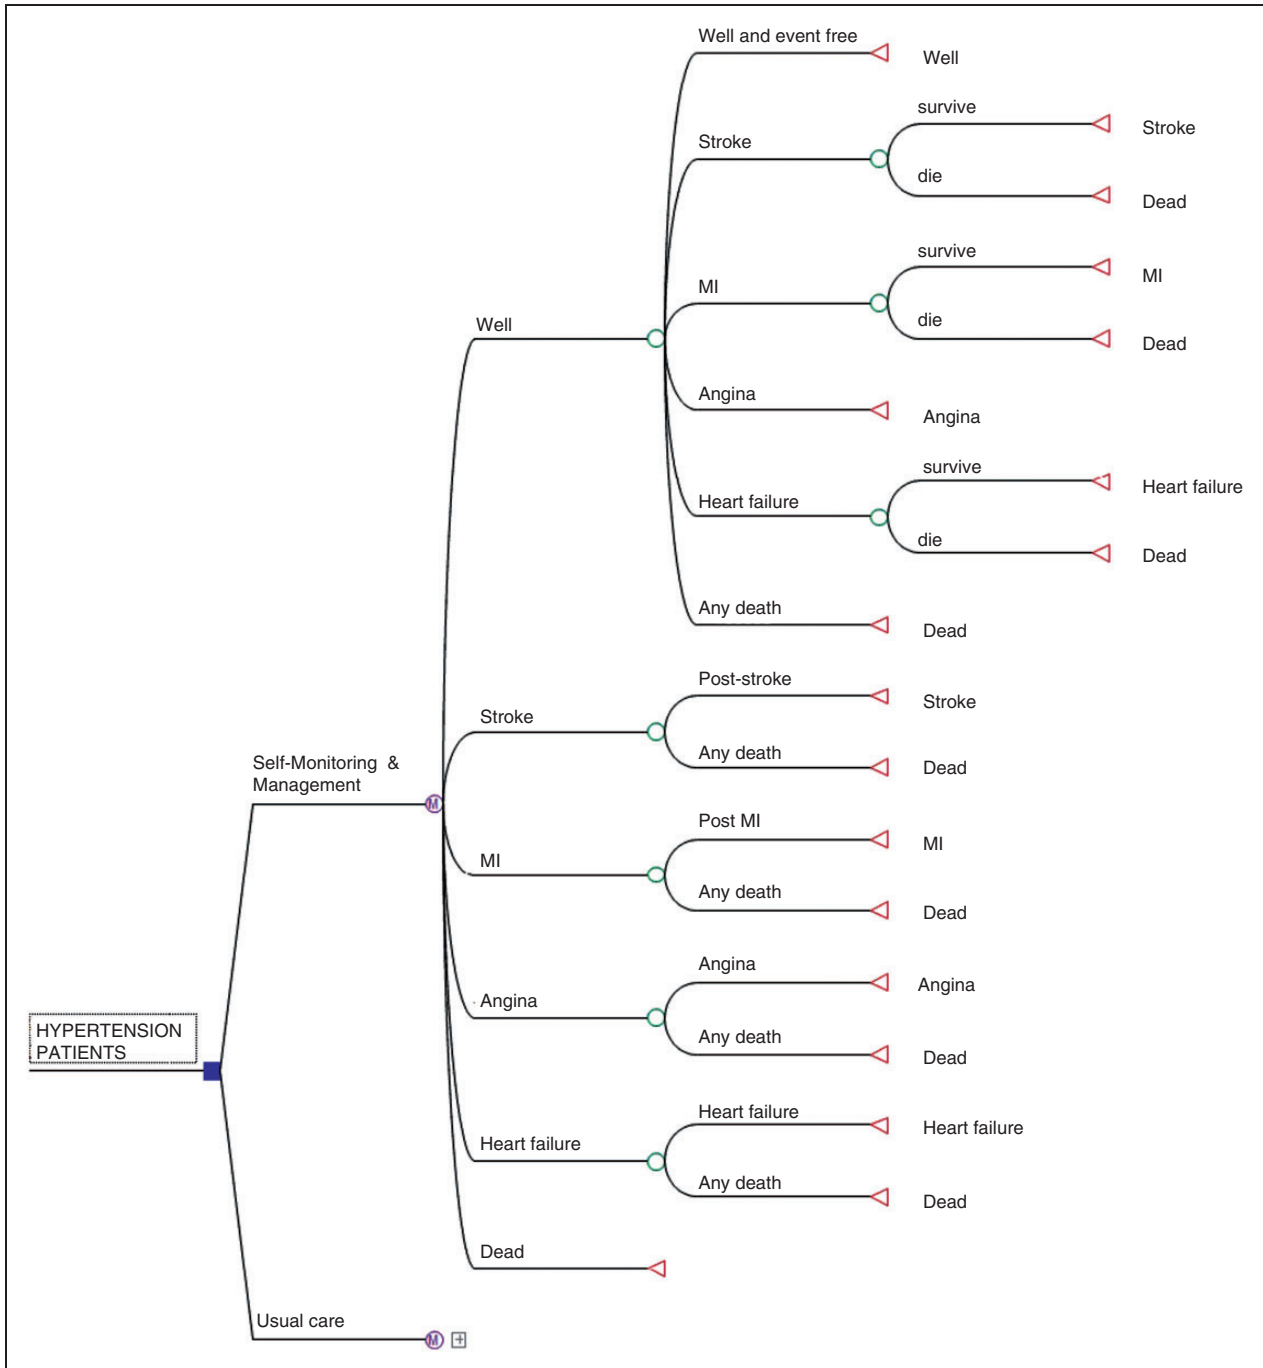 Well and event free
Well
survive
Stroke
Stroke
die
Dead
survive
MI
MI
die
Dead
Well
Angina
Angina
survive
Heart failure
Heart failure
die
Dead
Any death
Dead
Post-stroke
Stroke
Stroke
Any death
Dead
Self-Monitoring &
Management
M
Post MI
MI
MI
Any death
Dead
Angina
Angina
Angina
Any death
Dead
HYPERTENSION
PATIENTS
Heart failure
Heart failure
Heart failure
Any death
Dead
Dead
Usual care
M